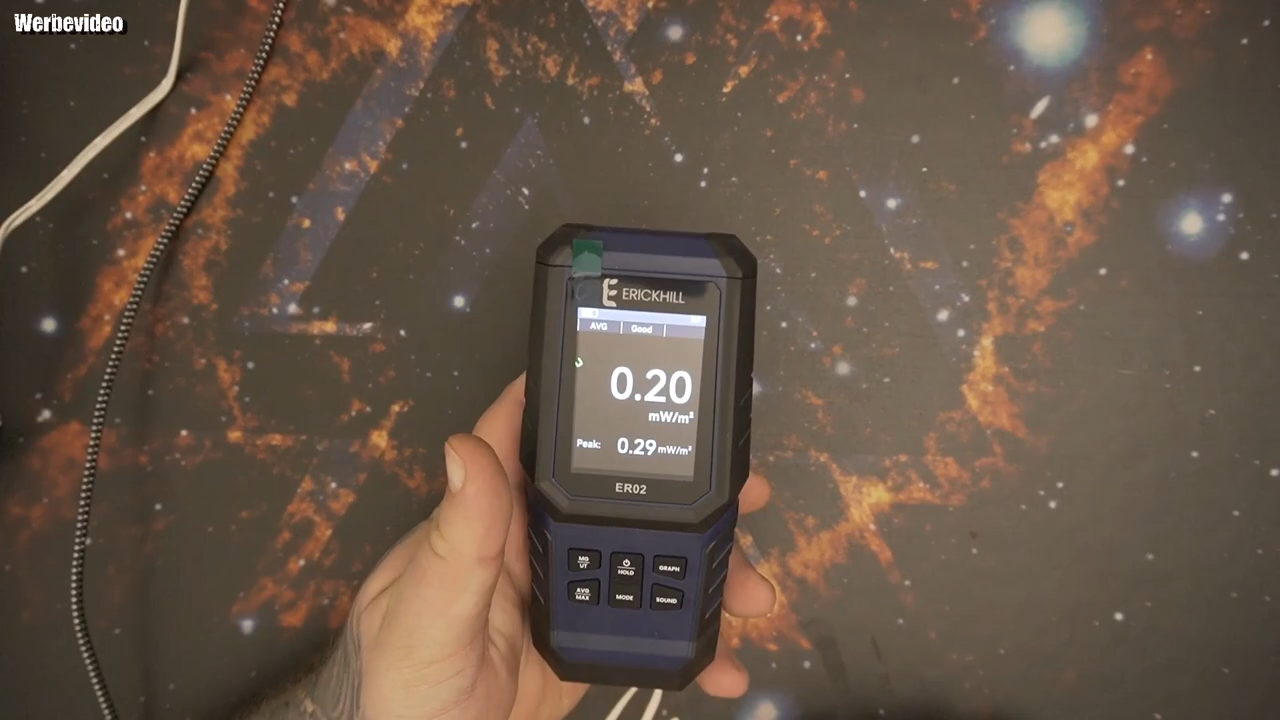 Werbevideo
ERICKHILL
AVG Good
0.20
mW/m²
Peak: 0.29 mW/m²
ER02
MG
UT
HOLD
GRAPH
AVG
MAX
MODE
SOUND